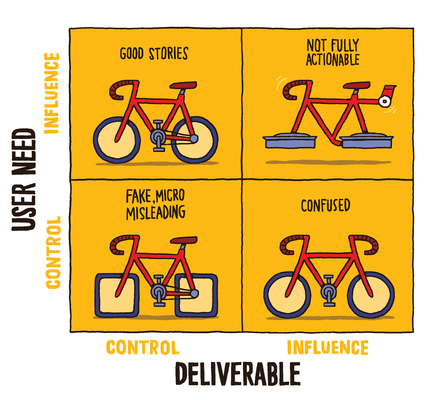 GOOD STORIES
NOT FULLY
ACTIONABLE
INFLUENCE
USER NEED
FAKE, MICRO
MISLEADING
CONFUSED
CONTROL
CONTROL
INFLUENCE
DELIVERABLE